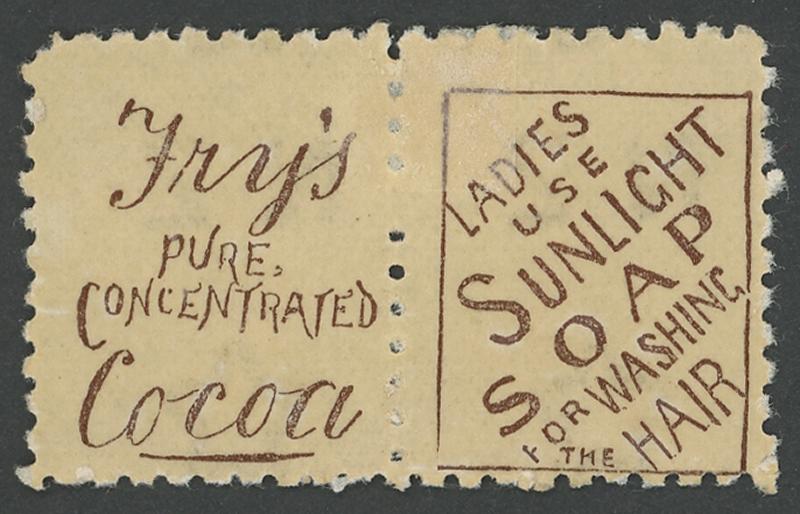 Fry's
PURE,
CONCENTRATED
Cocoa
LADIES
USE
SUNLIGHT
SOAP
FOR WASHING
THE HAIR